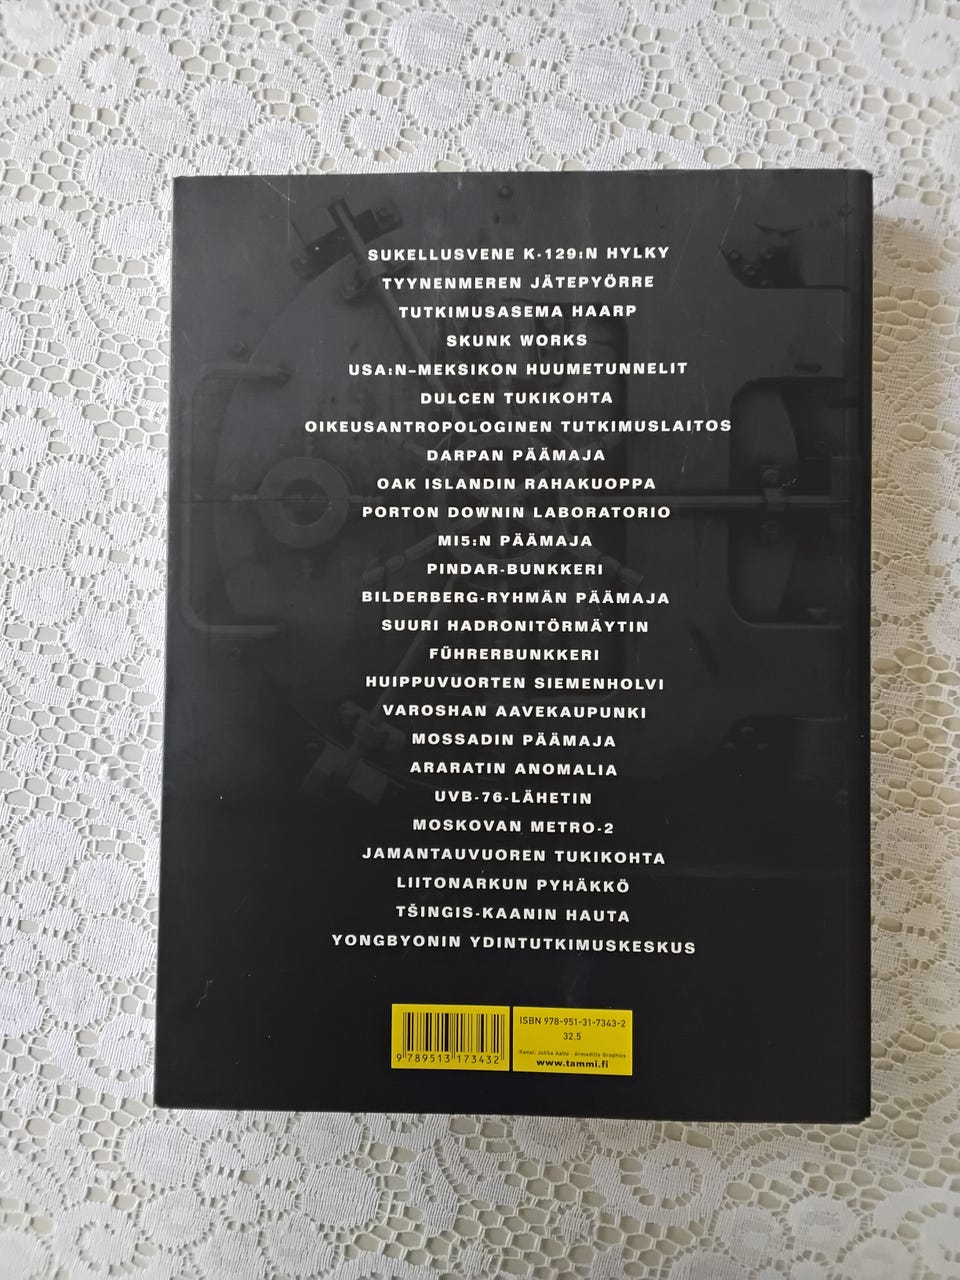 SUKELLUSVENE K-129:N HYLKY
TYYNENMEREN JÄTEPYÖRRE
TUTKIMUSASEMA HAARP
SKUNK WORKS
USA:N–MEKSIKON HUUMETUNNELIT
DULCEN TUKIKOHTA
OIKEUSANTROPOLOGINEN TUTKIMUSLAITOS
DARPAN PÄÄMAJA
OAK ISLANDIN RAHAKUOPPA
PORTON DOWNIN LABORATORIO
MI5:N PÄÄMAJA
PINDAR-BUNKKERI
BILDERBERG-RYHMÄN PÄÄMAJA
SUURI HADRONITÖRMÄYTIN
FÜHRERBUNKKERI
HUIPPUVUORTEN SIEMENHOLVI
VAROSHAN AAVEKAUPUNKI
MOSSADIN PÄÄMAJA
ARARATIN ANOMALIA
UVB-76-LÄHETIN
MOSKOVAN METRO-2
JAMANTAUVUOREN TUKIKOHTA
LIITONARKUN PYHÄKKÖ
TŠINGIS-KAANIN HAUTA
YONGBYONIN YDINTUTKIMUSKESKUS
9 789513 173432
ISBN 978-951-31-7343-2
32.5
Kansi: Jukka Aalto / Armadillo Graphics
www.tammi.fi